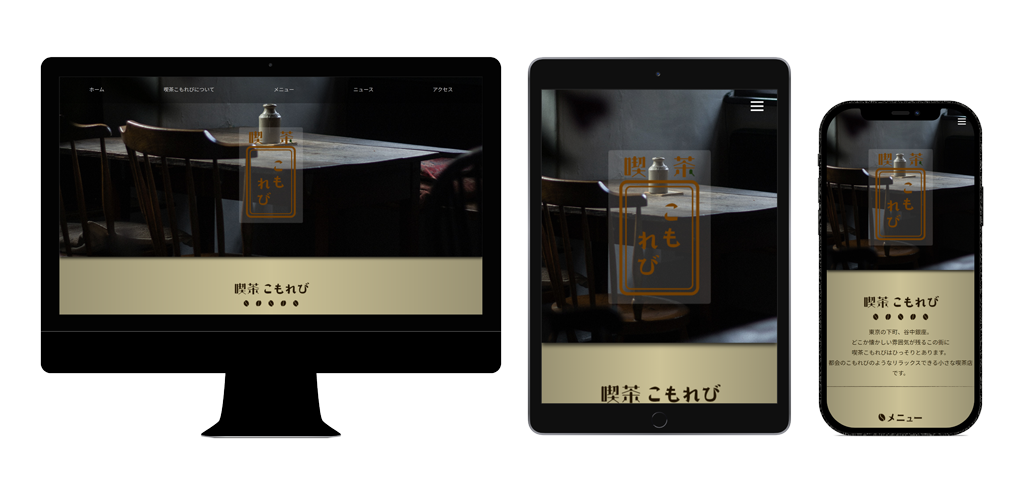 ホーム
喫茶こもれびについて
メニュー
ニュース
アクセス
喫茶
こも
れび
喫茶 こもれび
喫茶
こも
れび
喫茶 こもれび
喫茶
こも
れび
喫茶 こもれび
東京の下町、谷中銀座。
どこか懐かしい雰囲気が残るこの街に
喫茶こもれびはひっそりとあります。
都会のこもれびのようなリラックスできる小さな喫茶店
です。
メニュー